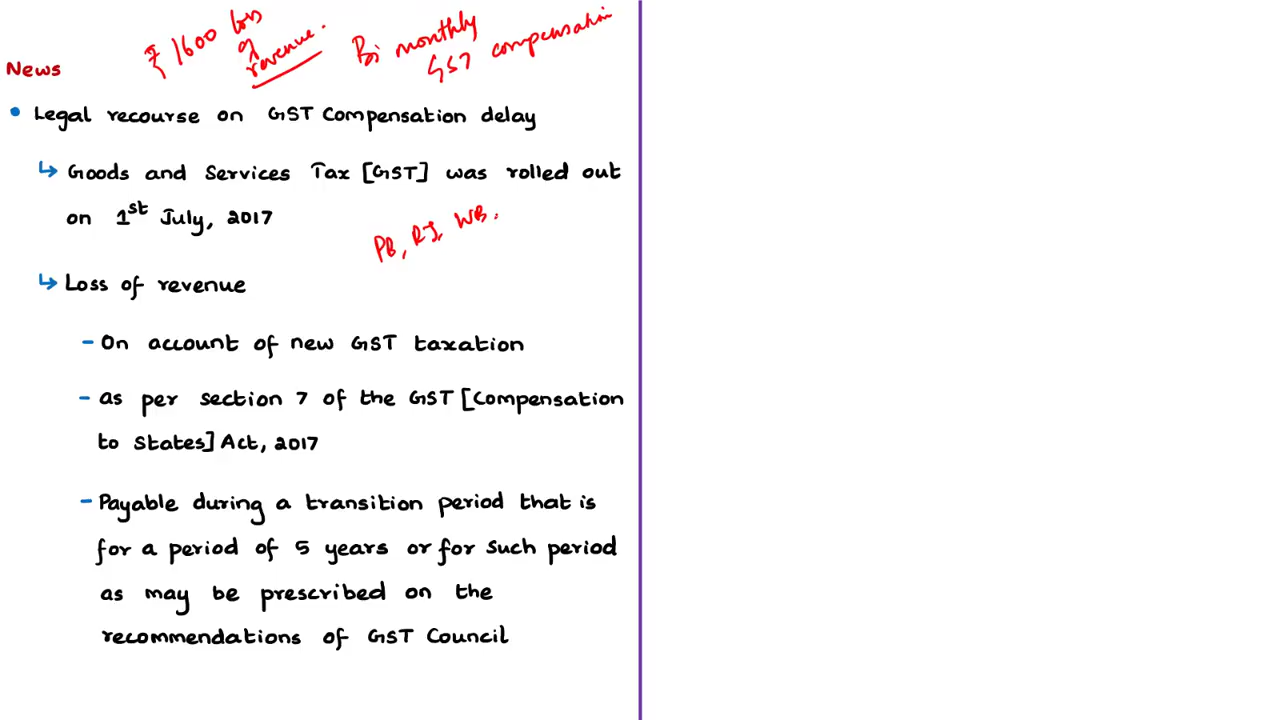 ₹ 1600 loss
of
revenue.
Bi monthly
GST compensation
News
• Legal recourse on GST Compensation delay
↳ Goods and Services Tax [GST] was rolled out
on 1st July, 2017
PB, RJ, WB.
↳ Loss of revenue
- On account of new GST taxation
- as per section 7 of the GST [Compensation
to States] Act, 2017
- Payable during a transition period that is
for a period of 5 years or for such period
as may be prescribed on the
recommendations of GST Council